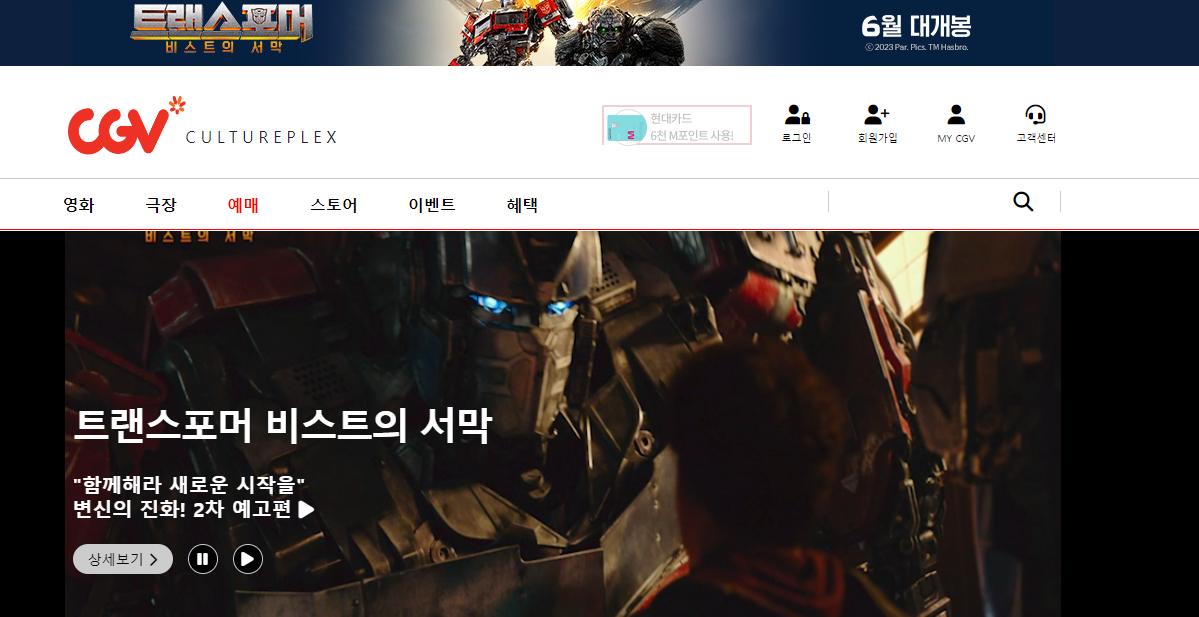 트랜스포머
비스트의 서막
6월 대개봉
ⓒ 2023 Par. Pics. TM Hasbro.
CGV
CULTUREPLEX
현대카드
6천 M포인트 사용!
M
로그인
회원가입
MY CGV
고객센터
영화
극장
예매
스토어
이벤트
혜택
비스트의 서막
트랜스포머 비스트의 서막
"함께해라 새로운 시작을"
변신의 진화! 2차 예고편 ▶
상세보기 >